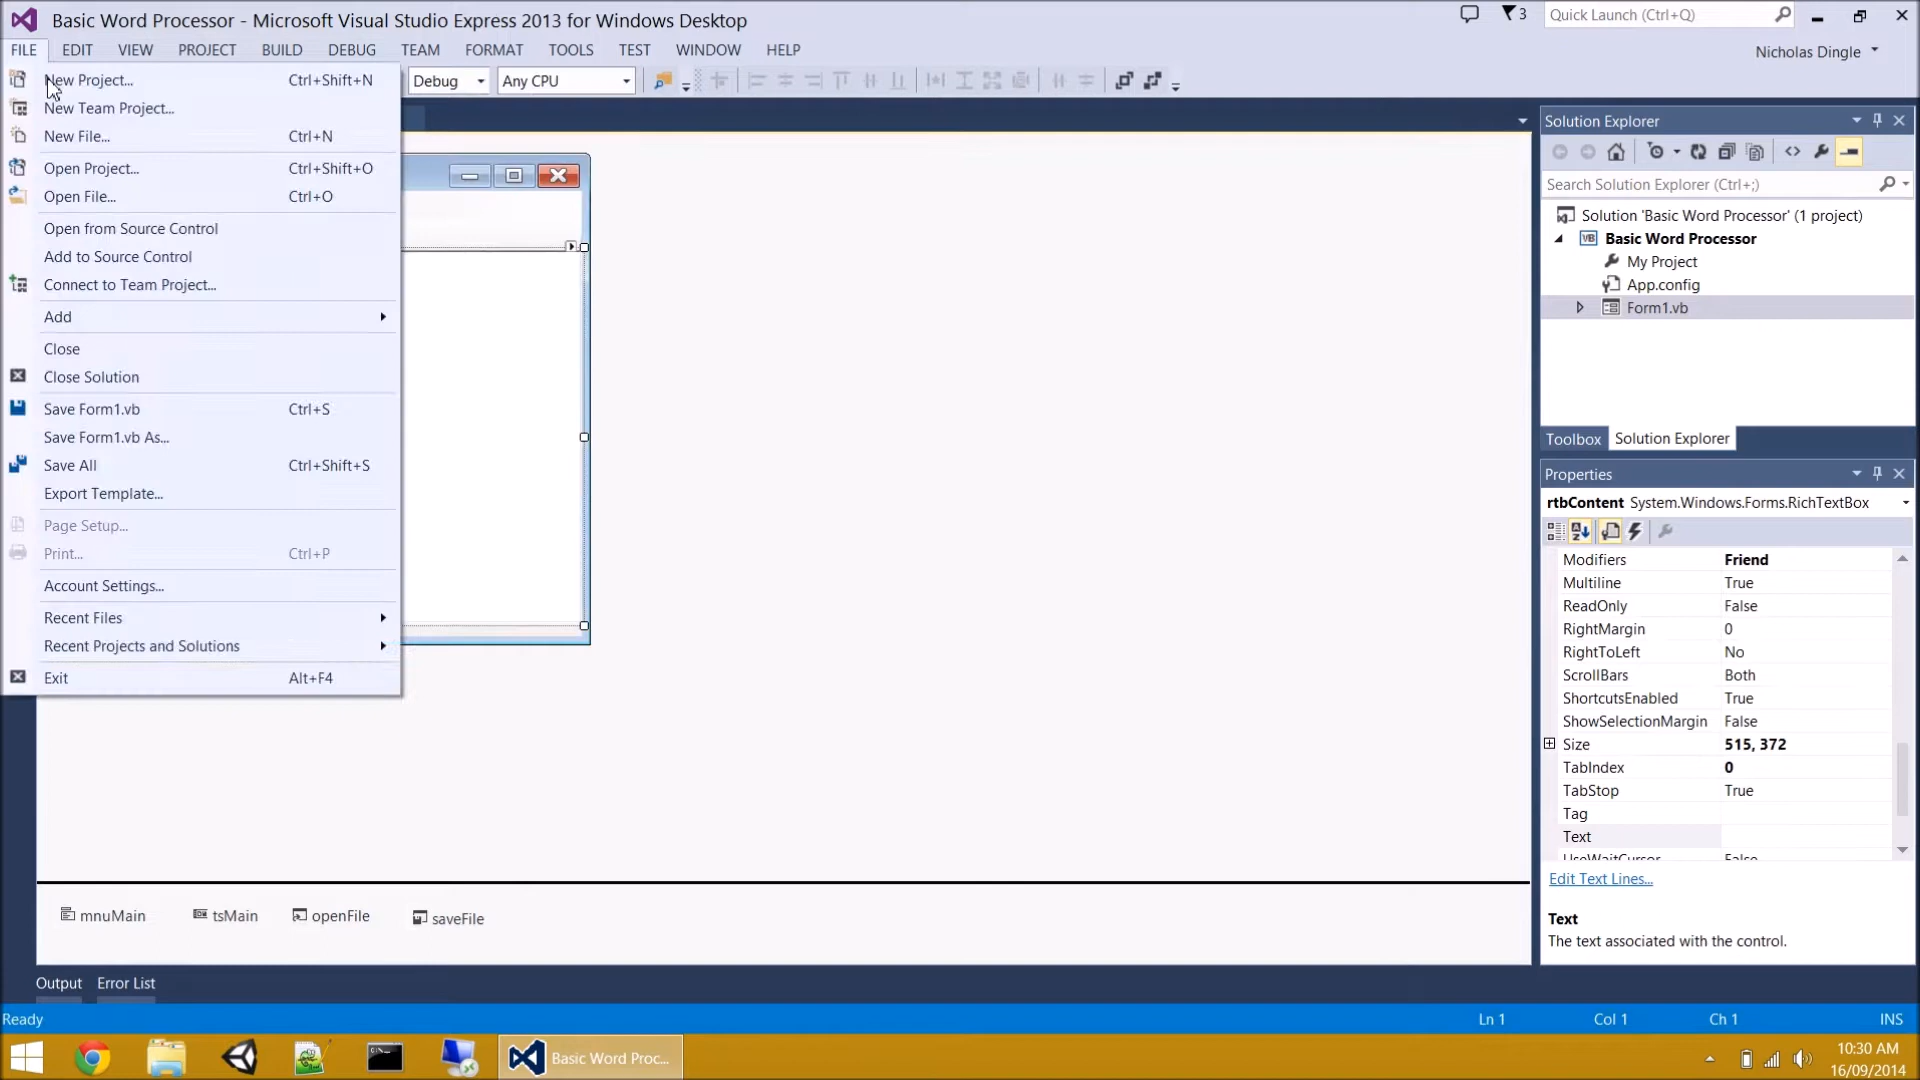 Basic Word Processor - Microsoft Visual Studio Express 2013 for Windows Desktop
3
Quick Launch (Ctrl+Q)
FILE EDIT VIEW PROJECT BUILD DEBUG TEAM FORMAT TOOLS TEST WINDOW HELP
Nicholas Dingle
Debug Any CPU
New Project... Ctrl+Shift+N
New Team Project...
New File... Ctrl+N
Open Project... Ctrl+Shift+O
Open File... Ctrl+O
Open from Source Control
Add to Source Control
Connect to Team Project...
Add
Close
Close Solution
Save Form1.vb Ctrl+S
Save Form1.vb As...
Save All Ctrl+Shift+S
Export Template...
Page Setup...
Print... Ctrl+P
Account Settings...
Recent Files
Recent Projects and Solutions
Exit Alt+F4
mnuMain tsMain openFile saveFile
Solution Explorer
Search Solution Explorer (Ctrl+;)
Solution 'Basic Word Processor' (1 project)
VB Basic Word Processor
My Project
App.config
Form1.vb
Toolbox Solution Explorer
Properties
rtbContent System.Windows.Forms.RichTextBox
Modifiers Friend
Multiline True
ReadOnly False
RightMargin 0
RightToLeft No
ScrollBars Both
ShortcutsEnabled True
ShowSelectionMargin False
Size 515, 372
TabIndex 0
TabStop True
Tag
Text
UseWaitCursor False
Edit Text Lines...
Text
The text associated with the control.
Output Error List
Ready Ln 1 Col 1 Ch 1 INS
Basic Word Proc...
10:30 AM
16/09/2014